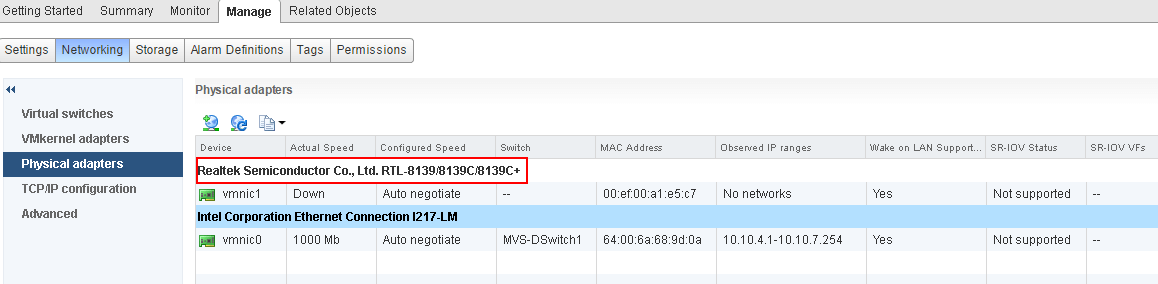 Getting Started Summary Monitor Manage Related Objects
Settings Networking Storage Alarm Definitions Tags Permissions
Virtual switches
VMkernel adapters
Physical adapters
TCP/IP configuration
Advanced
Physical adapters
Device Actual Speed Configured Speed Switch MAC Address Observed IP ranges Wake on LAN Support... SR-IOV Status SR-IOV VFs
Realtek Semiconductor Co., Ltd. RTL-8139/8139C/8139C+
vmnic1 Down Auto negotiate -- 00:ef:00:a1:e5:c7 No networks Yes Not supported --
Intel Corporation Ethernet Connection I217-LM
vmnic0 1000 Mb Auto negotiate MVS-DSwitch1 64:00:6a:68:9d:0a 10.10.4.1-10.10.7.254 Yes Not supported --